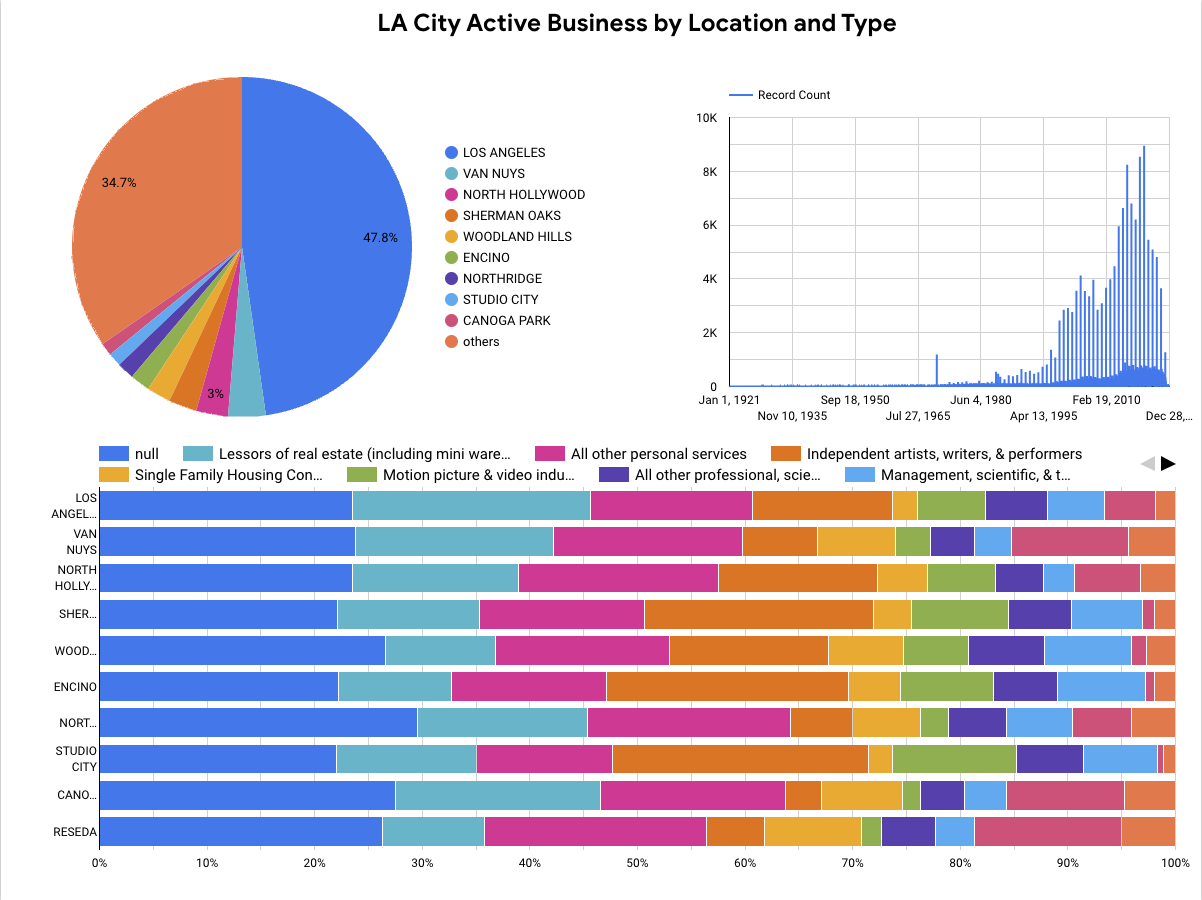 LA City Active Business by Location and Type
34.7%
47.8%
3%
LOS ANGELES
VAN NUYS
NORTH HOLLYWOOD
SHERMAN OAKS
WOODLAND HILLS
ENCINO
NORTHRIDGE
STUDIO CITY
CANOGA PARK
others
Record Count
10K
8K
6K
4K
2K
0
Jan 1, 1921
Sep 18, 1950
Jun 4, 1980
Feb 19, 2010
Nov 10, 1935
Jul 27, 1965
Apr 13, 1995
Dec 28,...
null
Lessors of real estate (including mini ware...
All other personal services
Independent artists, writers, & performers
Single Family Housing Con...
Motion picture & video indu...
All other professional, scie...
Management, scientific, & t...
LOS
ANGEL...
VAN
NUYS
NORTH
HOLLY...
SHER...
WOOD...
ENCINO
NORT...
STUDIO
CITY
CANO...
RESEDA
0%
10%
20%
30%
40%
50%
60%
70%
80%
90%
100%